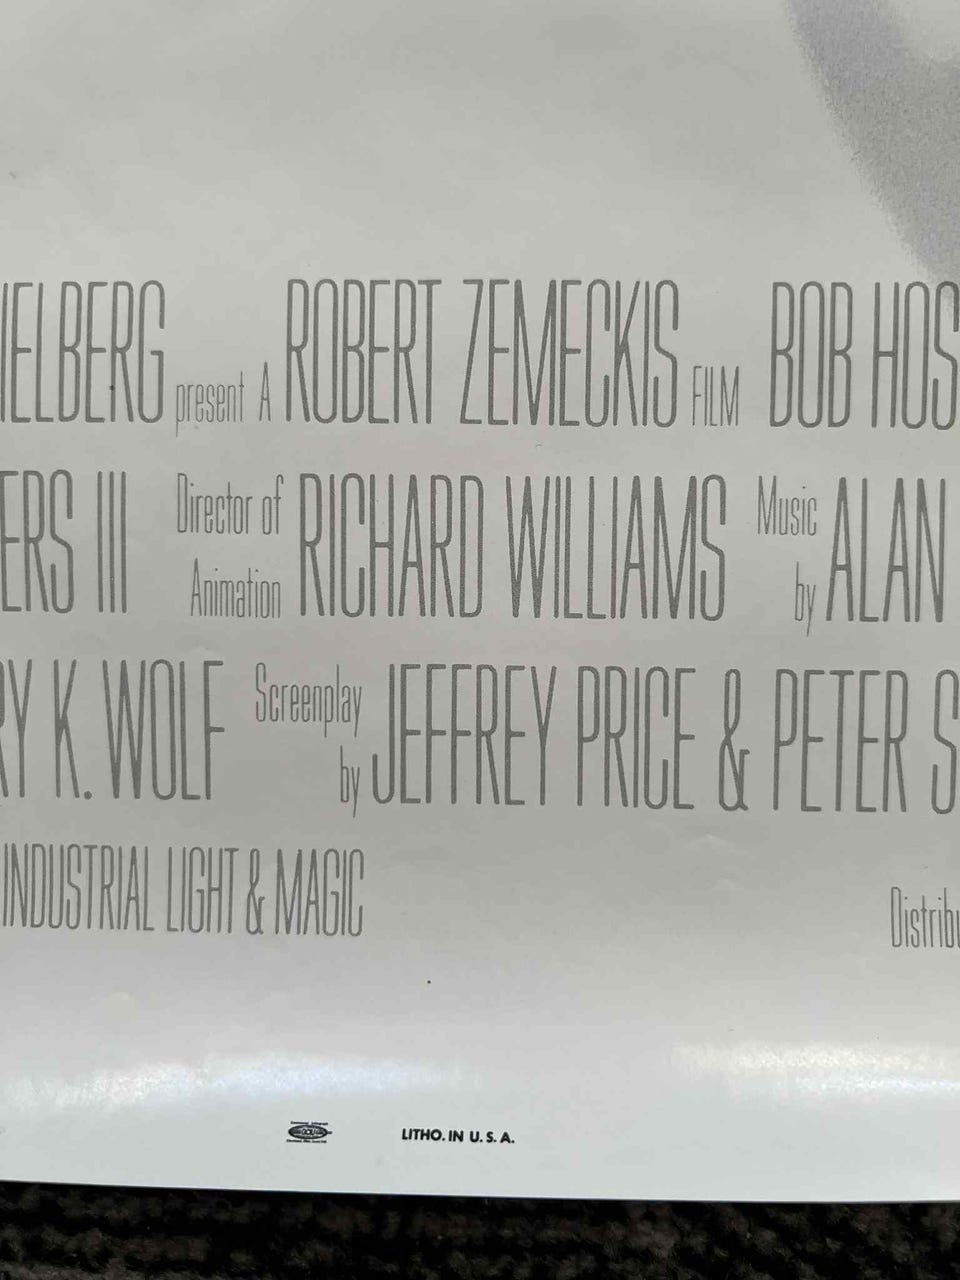 IELBERG present A ROBERT ZEMECKIS FILM BOB HOS
ERS III Director of Animation RICHARD WILLIAMS Music by ALAN
RY K. WOLF Screenplay by JEFFREY PRICE & PETER S
INDUSTRIAL LIGHT & MAGIC Distribu
LITHO. IN U. S. A.